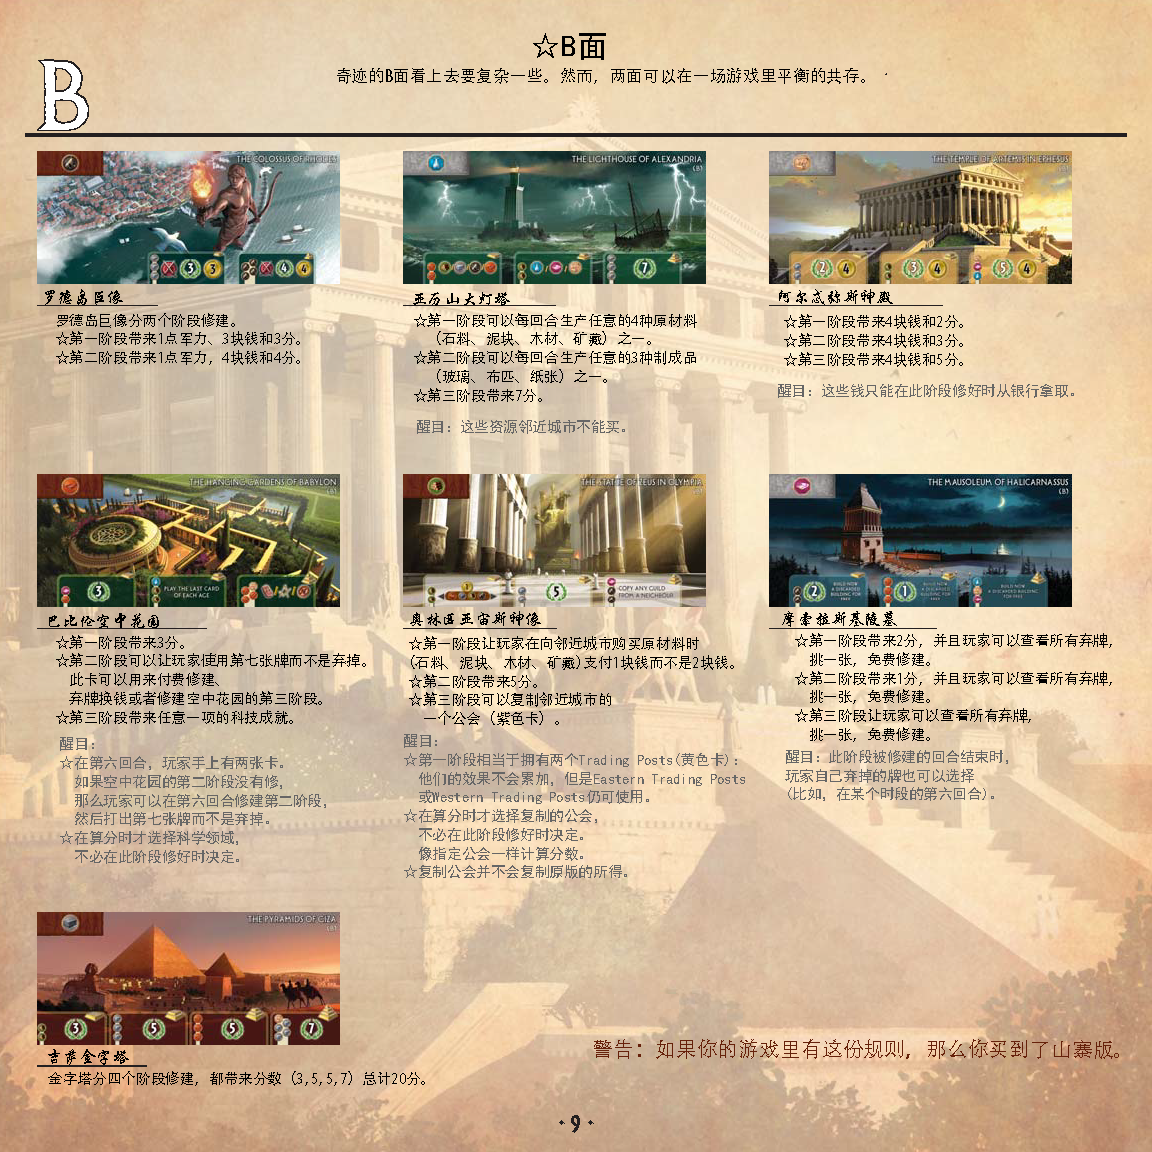 ☆B面
奇迹的B面看上去要复杂一些。然而，两面可以在一场游戏里平衡的共存。
B
THE COLOSSUS OF RHODES
3 3 4 4
罗德岛巨像
罗德岛巨像分两个阶段修建。
☆第一阶段带来1点军力、3块钱和3分。
☆第二阶段带来1点军力，4块钱和4分。
THE LIGHTHOUSE OF ALEXANDRIA
(B)
7
亚历山大灯塔
☆第一阶段可以每回合生产任意的4种原材料
（石料、泥块、木材、矿藏）之一。
☆第二阶段可以每回合生产任意的3种制成品
（玻璃、布匹、纸张）之一。
☆第三阶段带来7分。
醒目：这些资源邻近城市不能买。
THE TEMPLE OF ARTEMIS IN EPHESUS
2 4 3 4 5 4
阿尔忒弥斯神殿
☆第一阶段带来4块钱和2分。
☆第二阶段带来4块钱和3分。
☆第三阶段带来4块钱和5分。
醒目：这些钱只能在此阶段修好时从银行拿取。
THE HANGING GARDENS OF BABYLON
(B)
3
PLAY THE LAST CARD
OF EACH AGE
巴比伦空中花园
☆第一阶段带来3分。
☆第二阶段可以让玩家使用第七张牌而不是弃掉。
此卡可以用来付费修建、
弃牌换钱或者修建空中花园的第三阶段。
☆第三阶段带来任意一项的科技成就。
醒目：
☆在第六回合，玩家手上有两张卡。
如果空中花园的第二阶段没有修，
那么玩家可以在第六回合修建第二阶段，
然后打出第七张牌而不是弃掉。
☆在算分时才选择科学领域，
不必在此阶段修好时决定。
THE STATUE OF ZEUS IN OLYMPIA
1
5
COPY ANY GUILD
FROM A NEIGHBOUR
奥林匹亚宙斯神像
☆第一阶段让玩家在向邻近城市购买原材料时
(石料、泥块、木材、矿藏)支付1块钱而不是2块钱。
☆第二阶段带来5分。
☆第三阶段可以复制邻近城市的
一个公会（紫色卡）。
醒目：
☆第一阶段相当于拥有两个Trading Posts(黄色卡)：
他们的效果不会累加，但是Eastern Trading Posts
或Western Trading Posts仍可使用。
☆在算分时才选择复制的公会，
不必在此阶段修好时决定。
像指定公会一样计算分数。
☆复制公会并不会复制原版的所得。
THE MAUSOLEUM OF HALICARNASSUS
(B)
2
BUILD NOW
A DISCARDED
BUILDING FOR
FREE
1
BUILD NOW
A DISCARDED
BUILDING FOR
FREE
BUILD NOW
A DISCARDED BUILDING
FOR FREE
摩索拉斯基陵墓
☆第一阶段带来2分，并且玩家可以查看所有弃牌，
挑一张，免费修建。
☆第二阶段带来1分，并且玩家可以查看所有弃牌，
挑一张，免费修建。
☆第三阶段让玩家可以查看所有弃牌，
挑一张，免费修建。
醒目：此阶段被修建的回合结束时，
玩家自己弃掉的牌也可以选择
(比如，在某个时段的第六回合)。
THE PYRAMIDS OF GIZA
(B)
3 5 5 7
吉萨金字塔
金字塔分四个阶段修建，都带来分数（3,5,5,7）总计20分。
警告：如果你的游戏里有这份规则，那么你买到了山寨版。
·9·